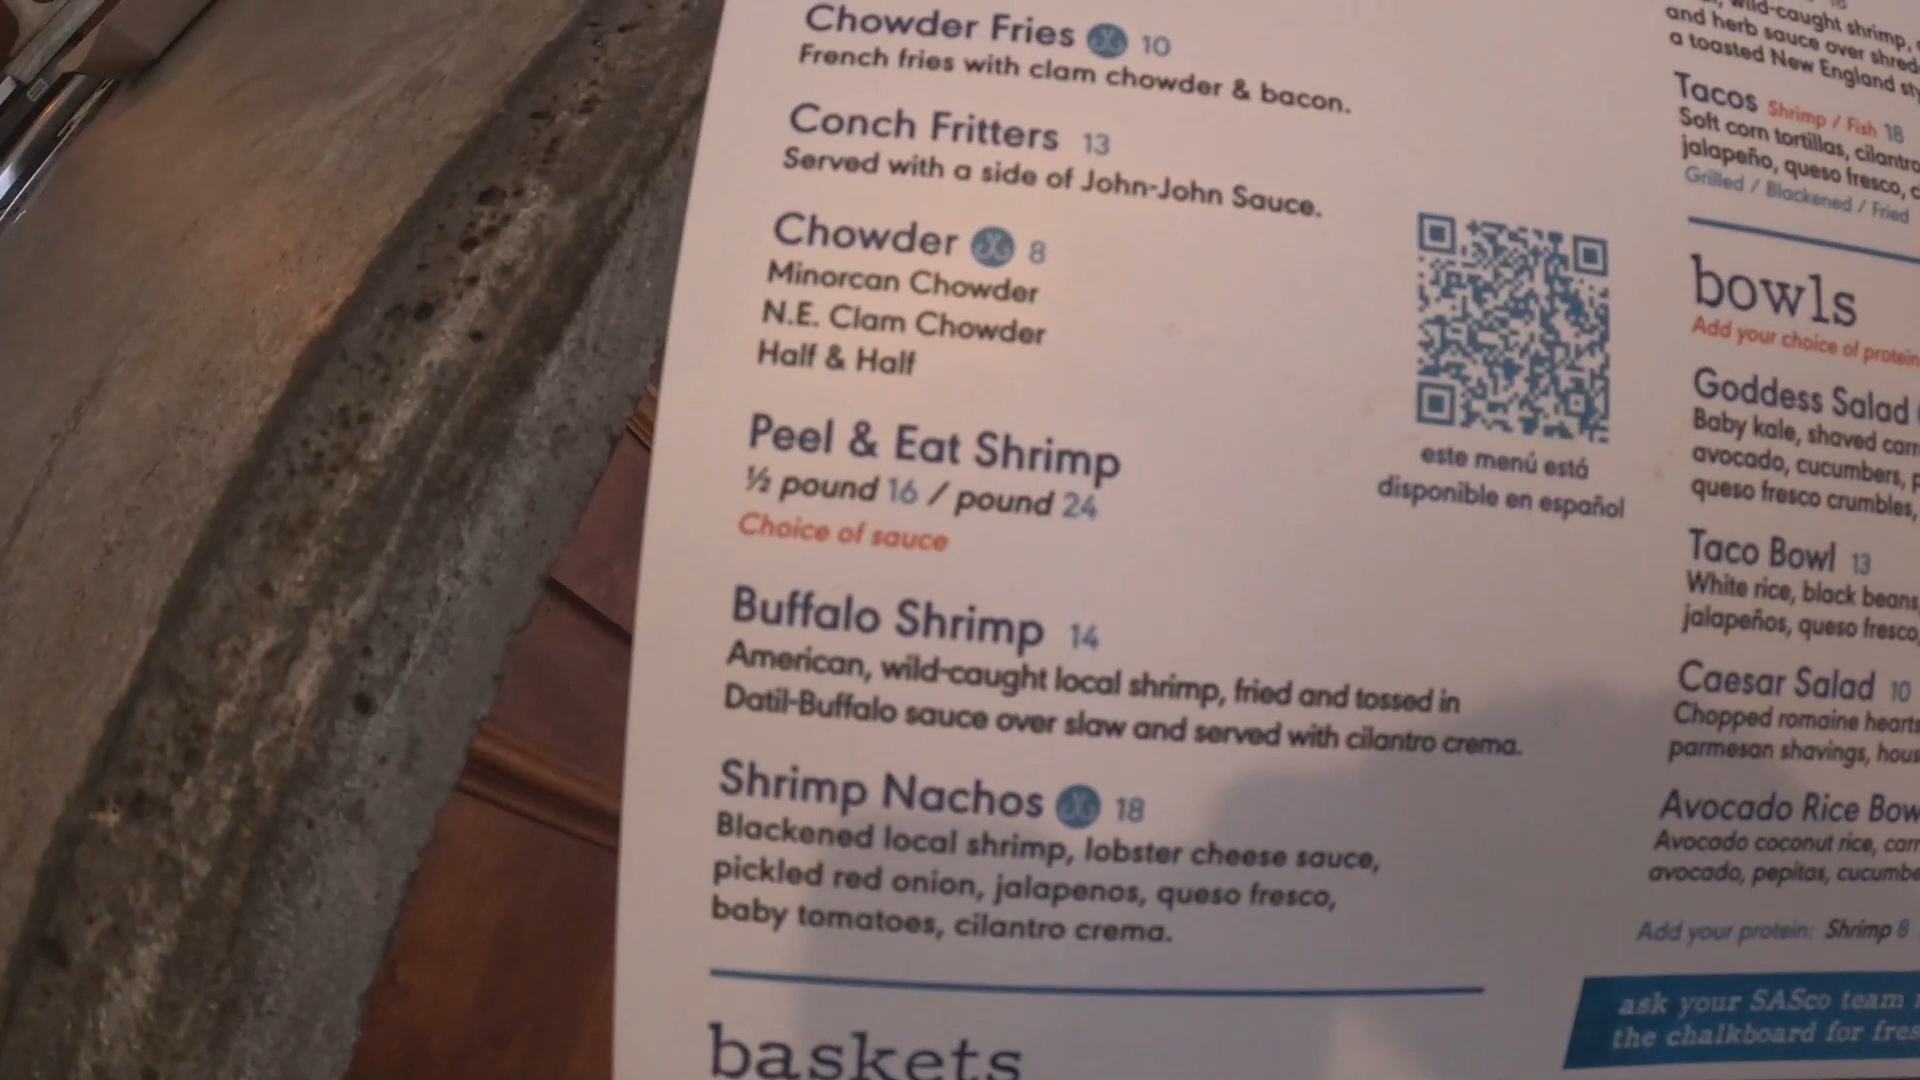 Chowder Fries 10
French fries with clam chowder & bacon.
Conch Fritters 13
Served with a side of John-John Sauce.
Chowder 8
Minorcan Chowder
N.E. Clam Chowder
Half & Half
Peel & Eat Shrimp
½ pound 16 / pound 24
Choice of sauce
Buffalo Shrimp 14
American, wild-caught local shrimp, fried and tossed in
Datil-Buffalo sauce over slaw and served with cilantro crema.
Shrimp Nachos 18
Blackened local shrimp, lobster cheese sauce,
pickled red onion, jalapenos, queso fresco,
baby tomatoes, cilantro crema.
baskets
este menú está
disponible en español
wild-caught shrimp,
and herb sauce over
a toasted New England
Tacos Shrimp / Fish 18
Soft corn tortillas, cilantro
jalapeño, queso fresco,
Grilled / Blackened / Fried
bowls
Add your choice of protein
Goddess Salad
Baby kale, shaved
avocado, cucumbers,
queso fresco crumbles,
Taco Bowl 13
White rice, black beans,
jalapeños, queso fresco,
Caesar Salad 10
Chopped romaine hearts
parmesan shavings,
Avocado Rice
Avocado coconut rice,
avocado, pepitas,
Add your protein: Shrimp 8
ask your SASco team
the chalkboard for